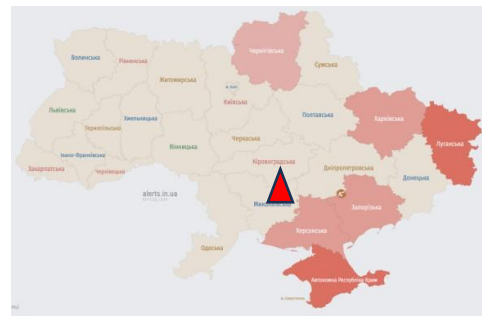 Чернігівська
Волинська
Рівненська
Сумська
Житомирська
Київська
Львівська
Полтавська
Харківська
Хмельницька
Тернопільська
Черкаська
Луганська
Вінницька
Івано-Франківська
Кіровоградська
Закарпатська
Чернівецька
Дніпропетровська
Донецька
alerts.in.ua
Запорізька
Херсонська
Одеська
Автономна Республіка Крим